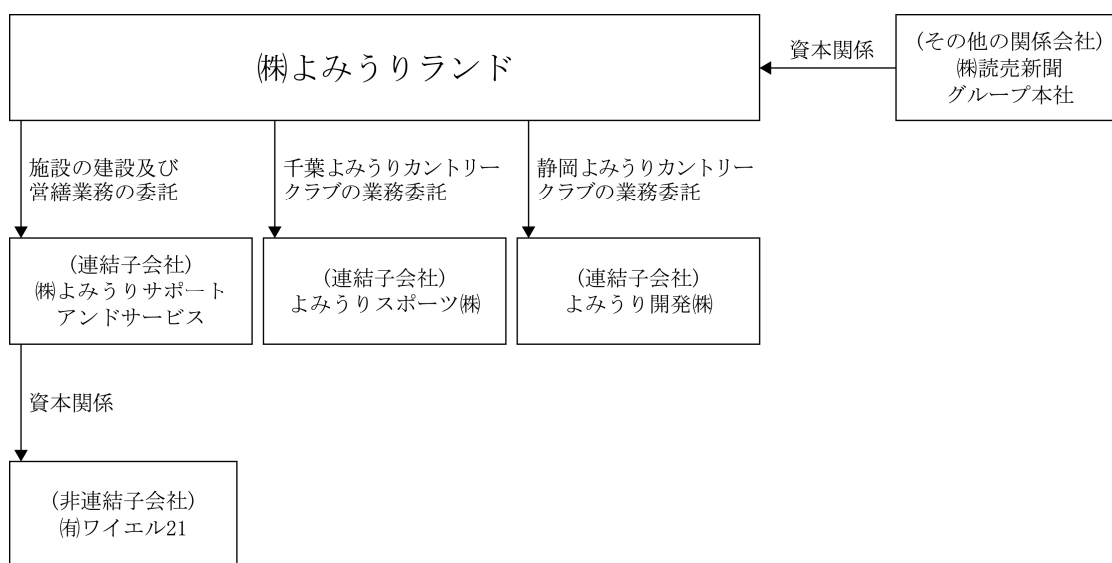 ㈱よみうりランド
資本関係
(その他の関係会社)
㈱読売新聞
グループ本社
施設の建設及び
営繕業務の委託
千葉よみうりカントリー
クラブの業務委託
静岡よみうりカントリー
クラブの業務委託
(連結子会社)
㈱よみうりサポート
アンドサービス
(連結子会社)
よみうりスポーツ㈱
(連結子会社)
よみうり開発㈱
資本関係
(非連結子会社)
㈲ワイエル21